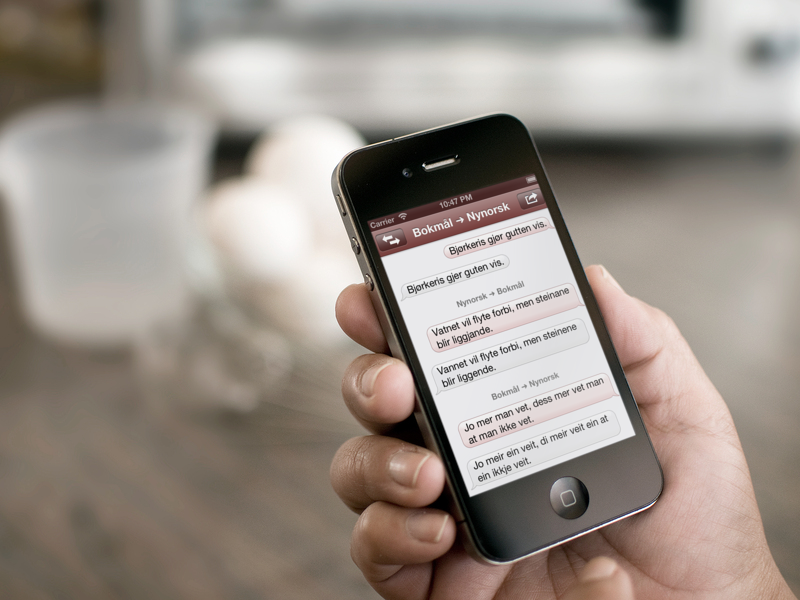 Carrier 10:47 PM
Bokmål → Nynorsk
Bjørkeris gjør gutten vis.
Bjørkeris gjer guten vis.
Nynorsk → Bokmål
Vatnet vil flyte forbi, men steinane
blir liggjande.
Vannet vil flyte forbi, men steinene
blir liggende.
Bokmål → Nynorsk
Jo mer man vet, dess mer vet man
at man ikke vet.
Jo meir ein veit, di meir veit ein at
ein ikkje veit.